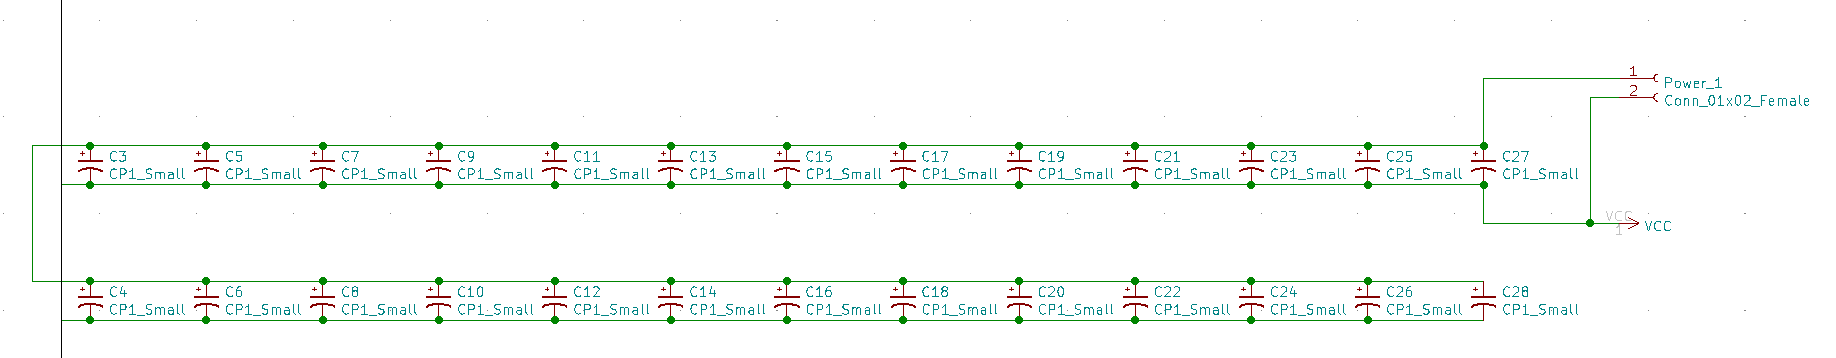 1
Power_1
2
Conn_01x02_Female
C3 C5 C7 C9 C11 C13 C15 C17 C19 C21 C23 C25 C27
CP1_Small CP1_Small CP1_Small CP1_Small CP1_Small CP1_Small CP1_Small CP1_Small CP1_Small CP1_Small CP1_Small CP1_Small CP1_Small
VCC
1
VCC
C4 C6 C8 C10 C12 C14 C16 C18 C20 C22 C24 C26 C28
CP1_Small CP1_Small CP1_Small CP1_Small CP1_Small CP1_Small CP1_Small CP1_Small CP1_Small CP1_Small CP1_Small CP1_Small CP1_Small